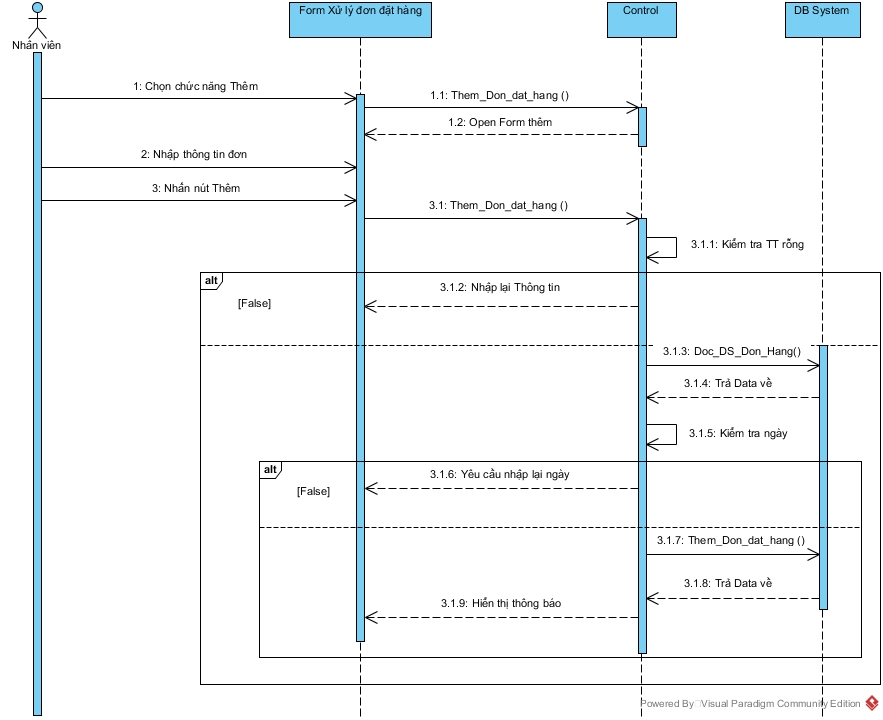 Form Xử lý đơn đặt hàng
Control
DB System
Nhân viên
1: Chọn chức năng Thêm
1.1: Them_Don_dat_hang ()
1.2: Open Form thêm
2: Nhập thông tin đơn
3: Nhấn nút Thêm
3.1: Them_Don_dat_hang ()
3.1.1: Kiểm tra TT rỗng
alt
3.1.2: Nhập lại Thông tin
[False]
3.1.3: Doc_DS_Don_Hang()
3.1.4: Trả Data về
3.1.5: Kiểm tra ngày
alt
3.1.6: Yêu cầu nhập lại ngày
[False]
3.1.7: Them_Don_dat_hang ()
3.1.8: Trả Data về
3.1.9: Hiển thị thông báo
Powered By Visual Paradigm Community Edition